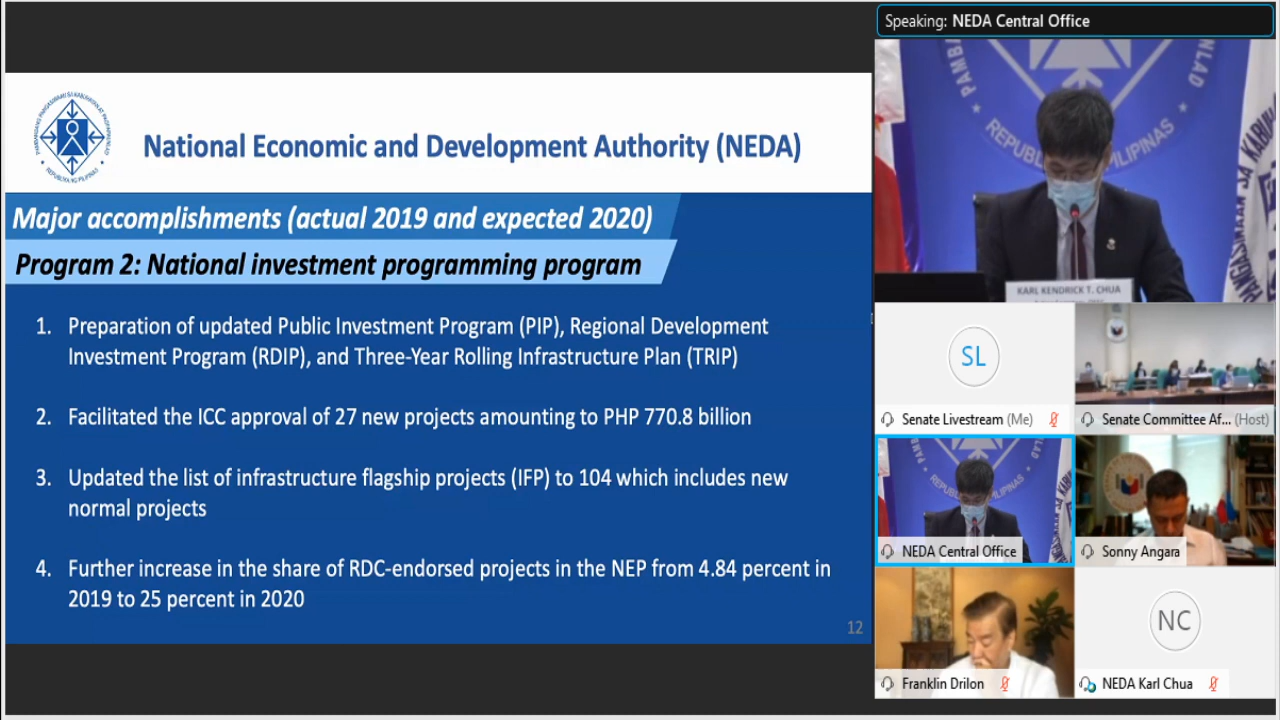 Speaking: NEDA Central Office
National Economic and Development Authority (NEDA)
Major accomplishments (actual 2019 and expected 2020)
Program 2: National investment programming program
1. Preparation of updated Public Investment Program (PIP), Regional Development
Investment Program (RDIP), and Three-Year Rolling Infrastructure Plan (TRIP)
2. Facilitated the ICC approval of 27 new projects amounting to PHP 770.8 billion
3. Updated the list of infrastructure flagship projects (IFP) to 104 which includes new
normal projects
4. Further increase in the share of RDC-endorsed projects in the NEP from 4.84 percent in
2019 to 25 percent in 2020
12
KARL KENDRICK T. CHUA
SL
Senate Livestream (Me)
Senate Committee Af... (Host)
NEDA Central Office
Sonny Angara
Franklin Drilon
NC
NEDA Karl Chua